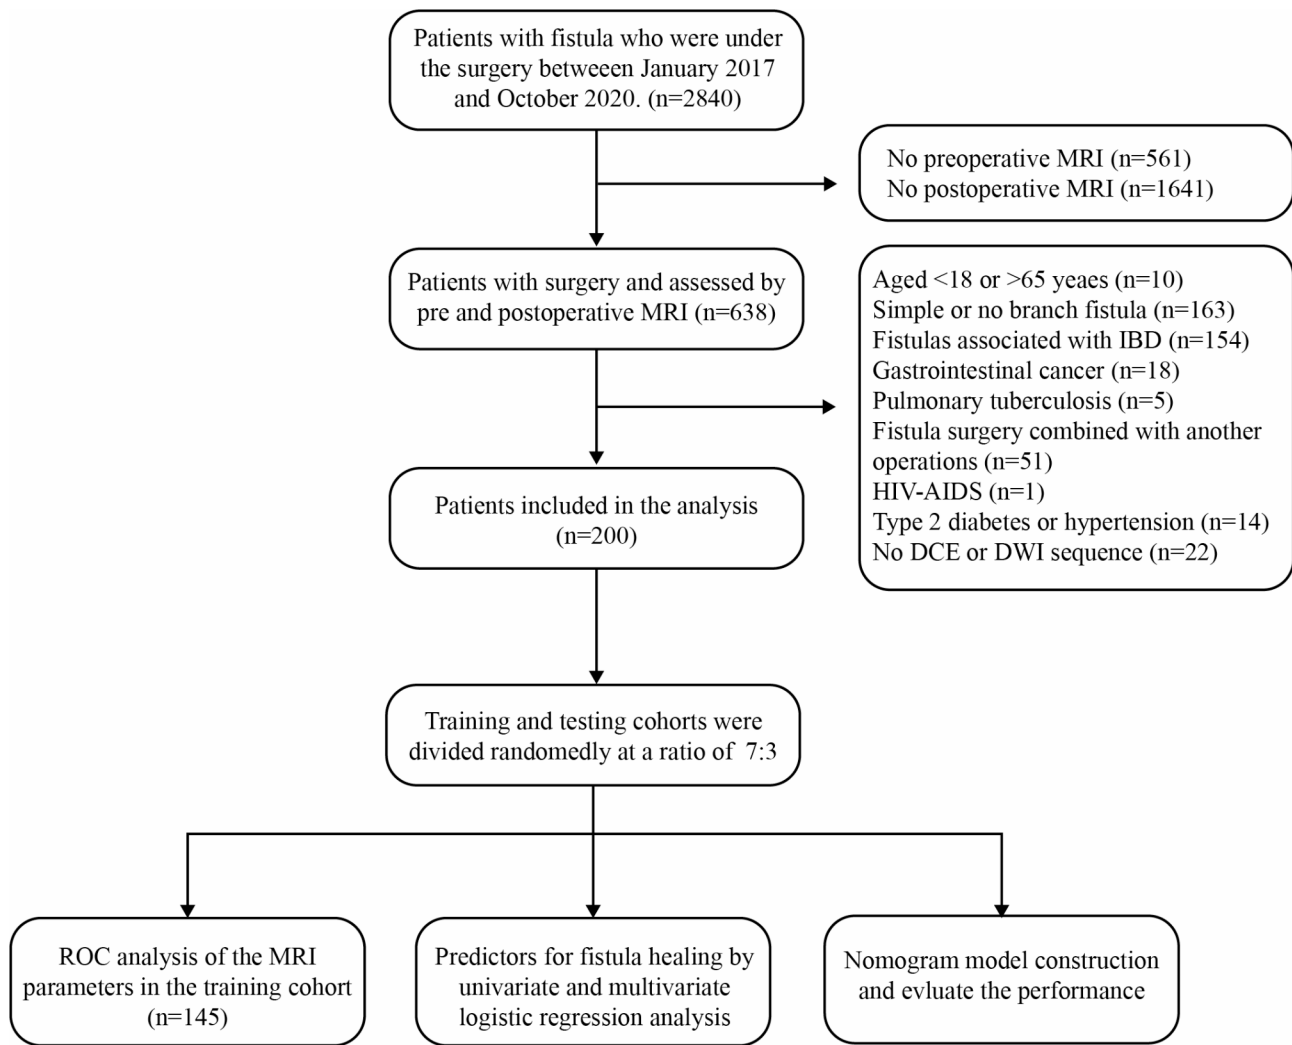 Patients with fistula who were under
the surgery betweeen January 2017
and October 2020. (n=2840)
No preoperative MRI (n=561)
No postoperative MRI (n=1641)
Patients with surgery and assessed by
pre and postoperative MRI (n=638)
Aged <18 or >65 yeaes (n=10)
Simple or no branch fistula (n=163)
Fistulas associated with IBD (n=154)
Gastrointestinal cancer (n=18)
Pulmonary tuberculosis (n=5)
Fistula surgery combined with another
operations (n=51)
HIV-AIDS (n=1)
Type 2 diabetes or hypertension (n=14)
No DCE or DWI sequence (n=22)
Patients included in the analysis
(n=200)
Training and testing cohorts were
divided randomedly at a ratio of 7:3
ROC analysis of the MRI
parameters in the training cohort
(n=145)
Predictors for fistula healing by
univariate and multivariate
logistic regression analysis
Nomogram model construction
and evluate the performance